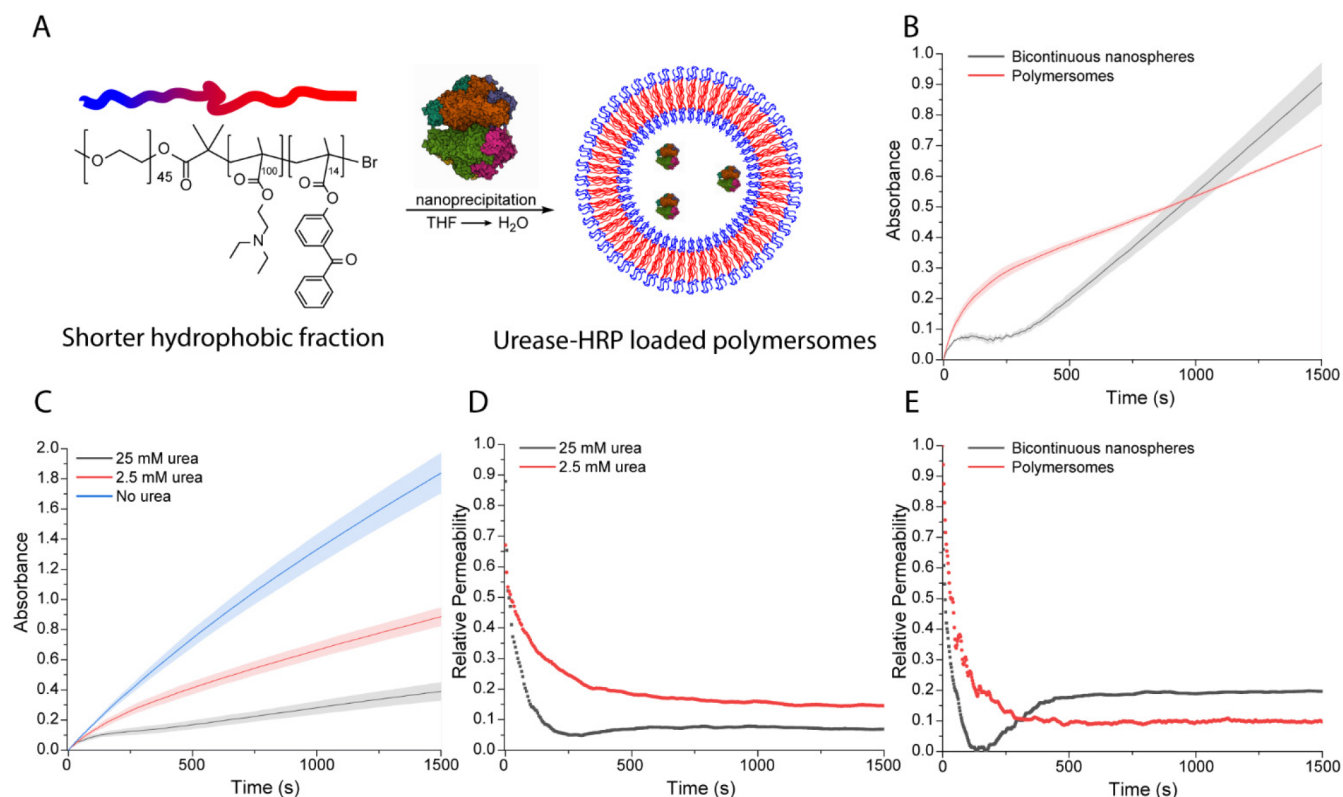 A
O
O
45
O
100
14
Br
O
O
O
O
N
O
nanoprecipitation
THF → H₂O
Shorter hydrophobic fraction
Urease-HRP loaded polymersomes
B
Bicontinuous nanospheres
Polymersomes
Absorbance
1.0
0.9
0.8
0.7
0.6
0.5
0.4
0.3
0.2
0.1
0.0
0
500
1000
1500
Time (s)
C
25 mM urea
2.5 mM urea
No urea
Absorbance
2.0
1.8
1.6
1.4
1.2
1.0
0.8
0.6
0.4
0.2
0.0
0
500
1000
1500
Time (s)
D
25 mM urea
2.5 mM urea
Relative Permeability
1.0
0.9
0.8
0.7
0.6
0.5
0.4
0.3
0.2
0.1
0.0
0
500
1000
1500
Time (s)
E
Bicontinuous nanospheres
Polymersomes
Relative Permeability
1.0
0.9
0.8
0.7
0.6
0.5
0.4
0.3
0.2
0.1
0.0
0
500
1000
1500
Time (s)